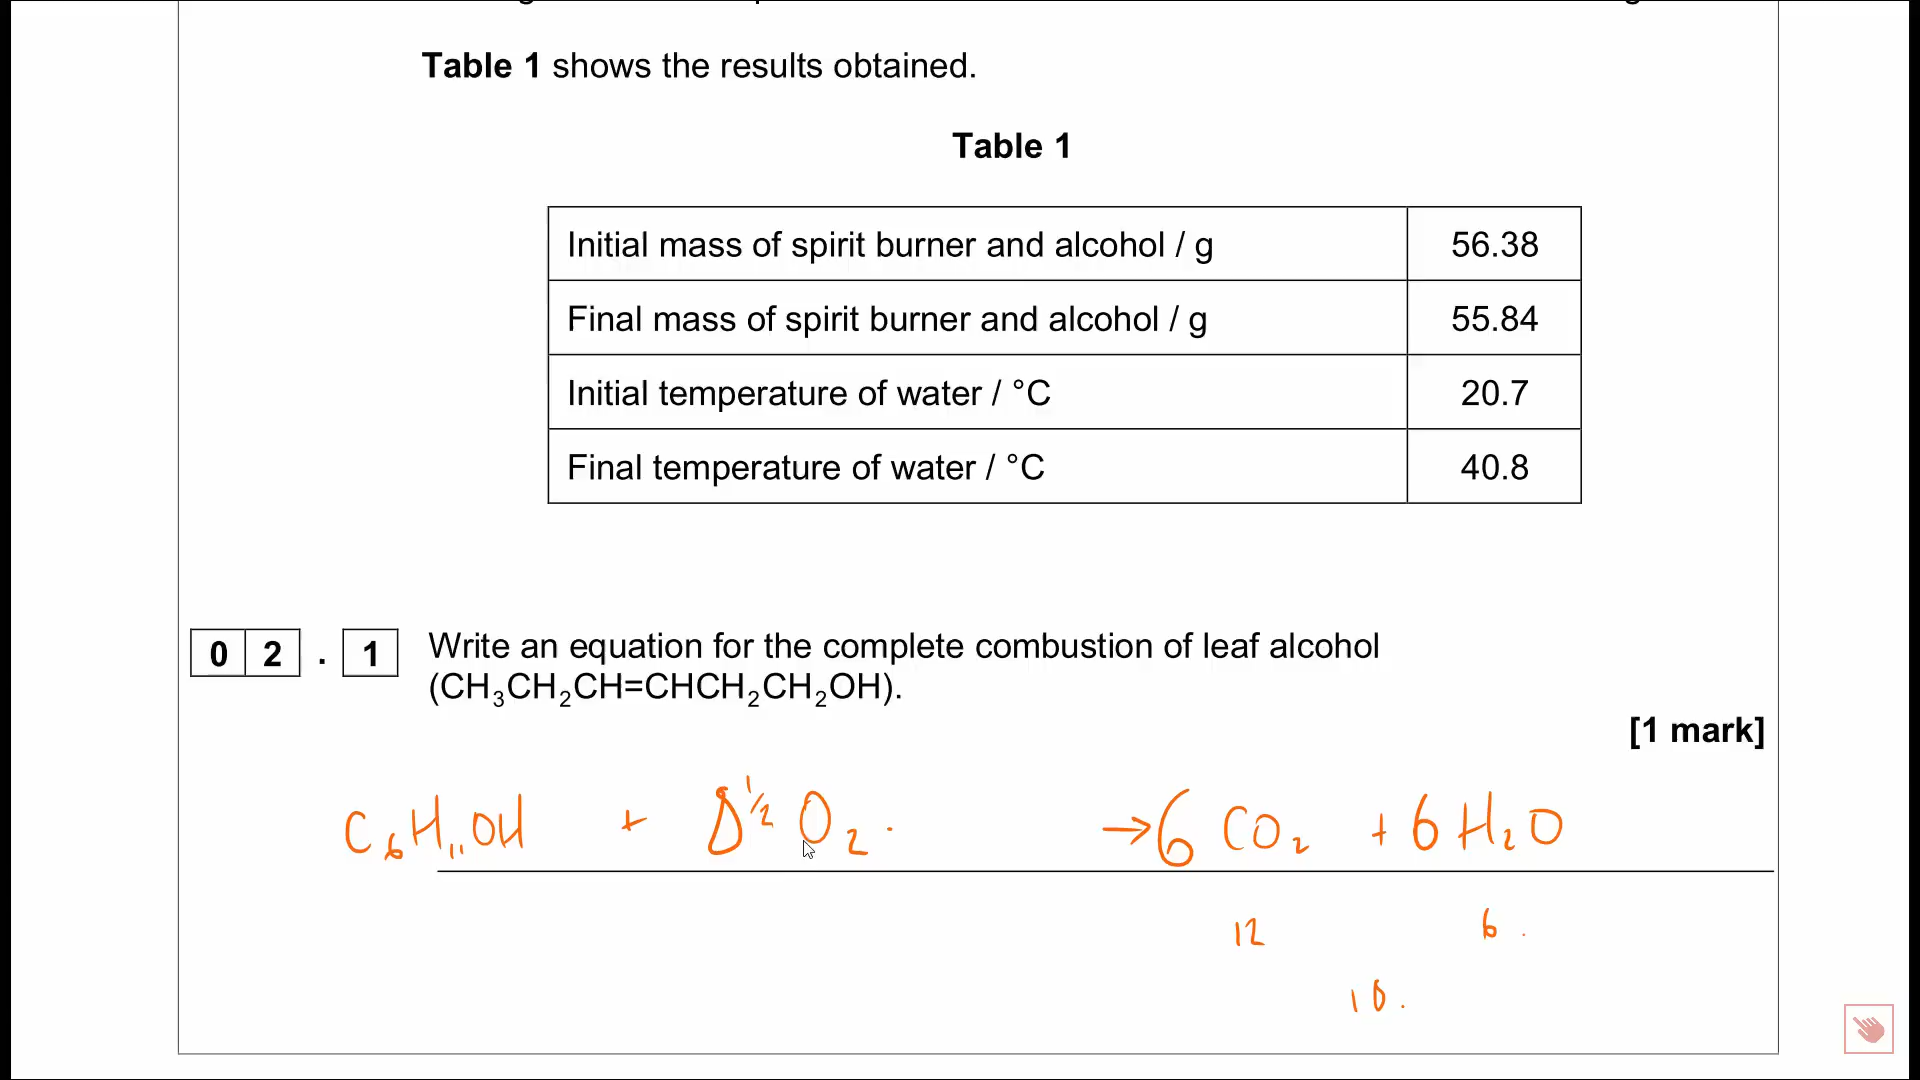 Table 1 shows the results obtained.
Table 1
Initial mass of spirit burner and alcohol / g 56.38
Final mass of spirit burner and alcohol / g 55.84
Initial temperature of water / °C 20.7
Final temperature of water / °C 40.8
0 2 . 1 Write an equation for the complete combustion of leaf alcohol
(CH₃CH₂CH=CHCH₂CH₂OH).
[1 mark]
C₆H₁₁OH + 8½ O₂. → 6 CO₂ + 6 H₂O
12 6 .
18.